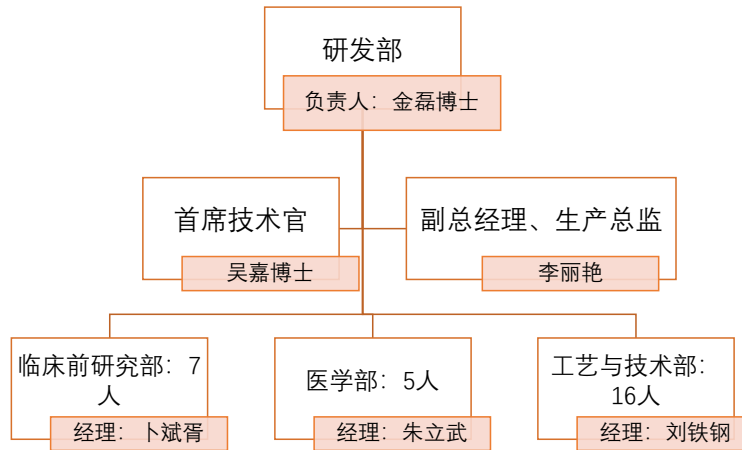 研发部
负责人：金磊博士
首席技术官
吴嘉博士
副总经理、生产总监
李丽艳
临床前研究部：7
人
经理：卜斌胥
医学部：5人
经理：朱立武
工艺与技术部：
16人
经理：刘铁钢